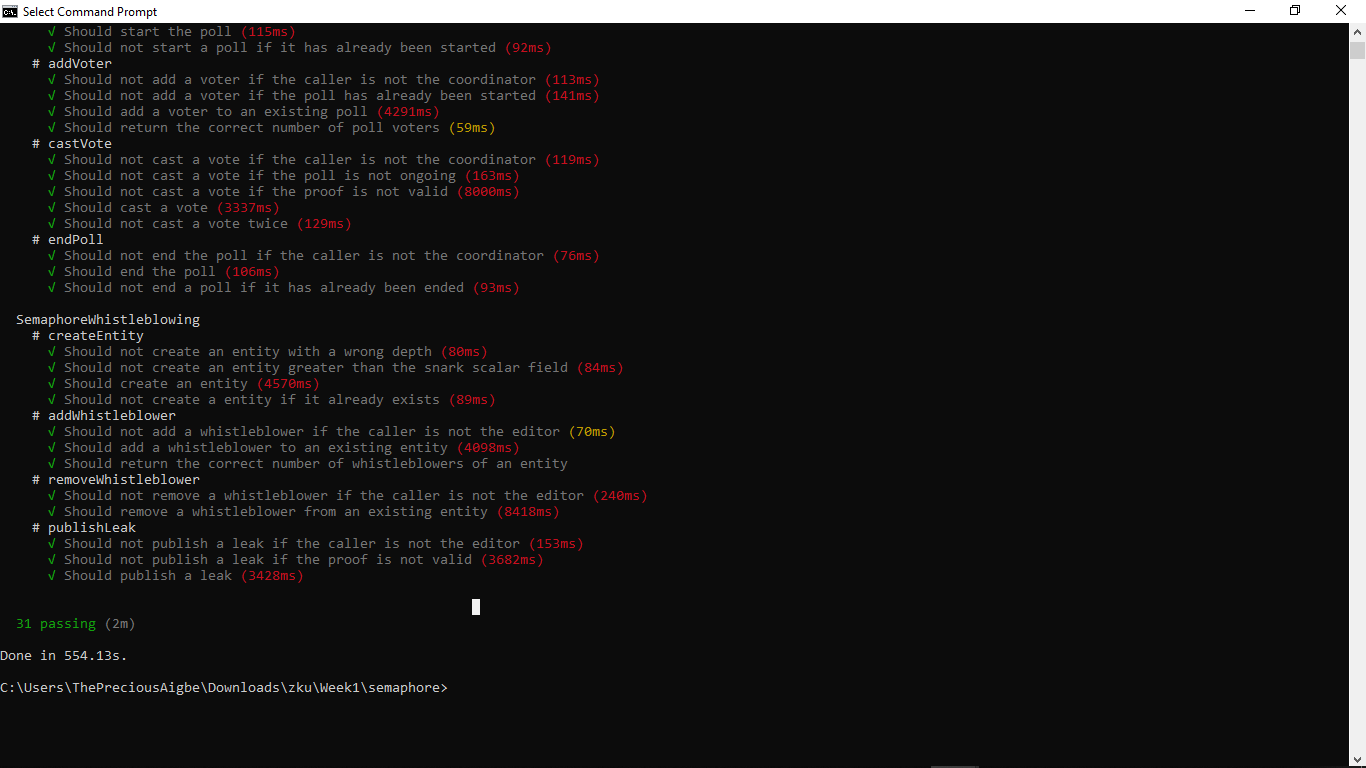 Select Command Prompt
√ Should start the poll (115ms)
√ Should not start a poll if it has already been started (92ms)
# addVoter
√ Should not add a voter if the caller is not the coordinator (113ms)
√ Should not add a voter if the poll has already been started (141ms)
√ Should add a voter to an existing poll (4291ms)
√ Should return the correct number of poll voters (59ms)
# castVote
√ Should not cast a vote if the caller is not the coordinator (119ms)
√ Should not cast a vote if the poll is not ongoing (163ms)
√ Should not cast a vote if the proof is not valid (8000ms)
√ Should cast a vote (3337ms)
√ Should not cast a vote twice (129ms)
# endPoll
√ Should not end the poll if the caller is not the coordinator (76ms)
√ Should end the poll (106ms)
√ Should not end a poll if it has already been ended (93ms)
SemaphoreWhistleblowing
# createEntity
√ Should not create an entity with a wrong depth (80ms)
√ Should not create an entity greater than the snark scalar field (84ms)
√ Should create an entity (4570ms)
√ Should not create a entity if it already exists (89ms)
# addWhistleblower
√ Should not add a whistleblower if the caller is not the editor (70ms)
√ Should add a whistleblower to an existing entity (4098ms)
√ Should return the correct number of whistleblowers of an entity
# removeWhistleblower
√ Should not remove a whistleblower if the caller is not the editor (240ms)
√ Should remove a whistleblower from an existing entity (8418ms)
# publishLeak
√ Should not publish a leak if the caller is not the editor (153ms)
√ Should not publish a leak if the proof is not valid (3682ms)
√ Should publish a leak (3428ms)
31 passing (2m)
Done in 554.13s.
C:\Users\ThePreciousAigbe\Downloads\zku\Week1\semaphore>